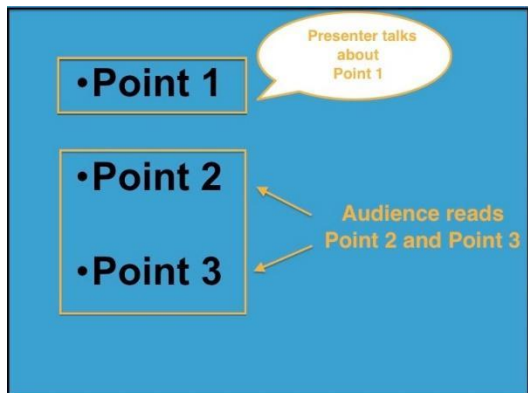 Presenter talks
about
Point 1
•Point 1
•Point 2
Audience reads
Point 2 and Point 3
•Point 3